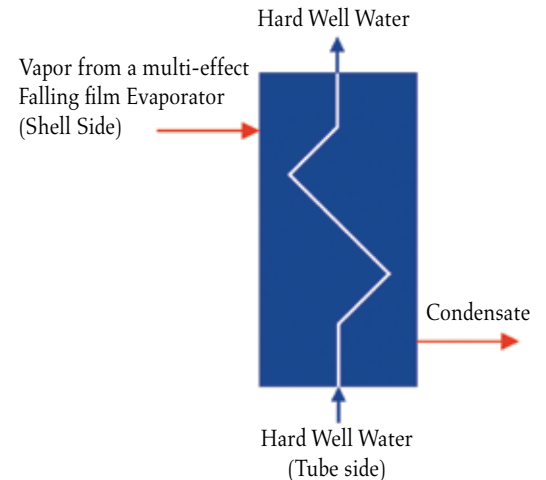 Hard Well Water
Vapor from a multi-effect
Falling film Evaporator
(Shell Side)
Condensate
Hard Well Water
(Tube side)